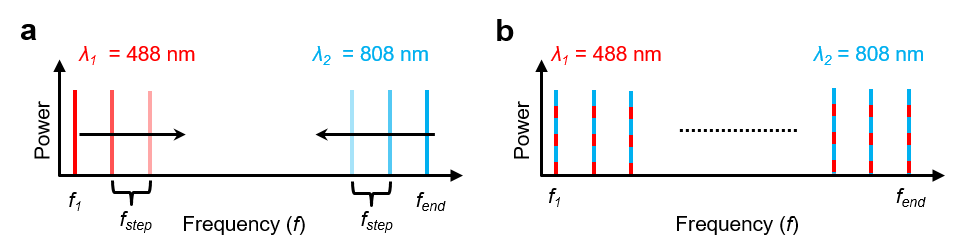 a
λ1 = 488 nm
λ2 = 808 nm
Power
f1
fstep
Frequency (f)
fstep
fend
b
λ1 = 488 nm
λ2 = 808 nm
Power
f1
Frequency (f)
fend